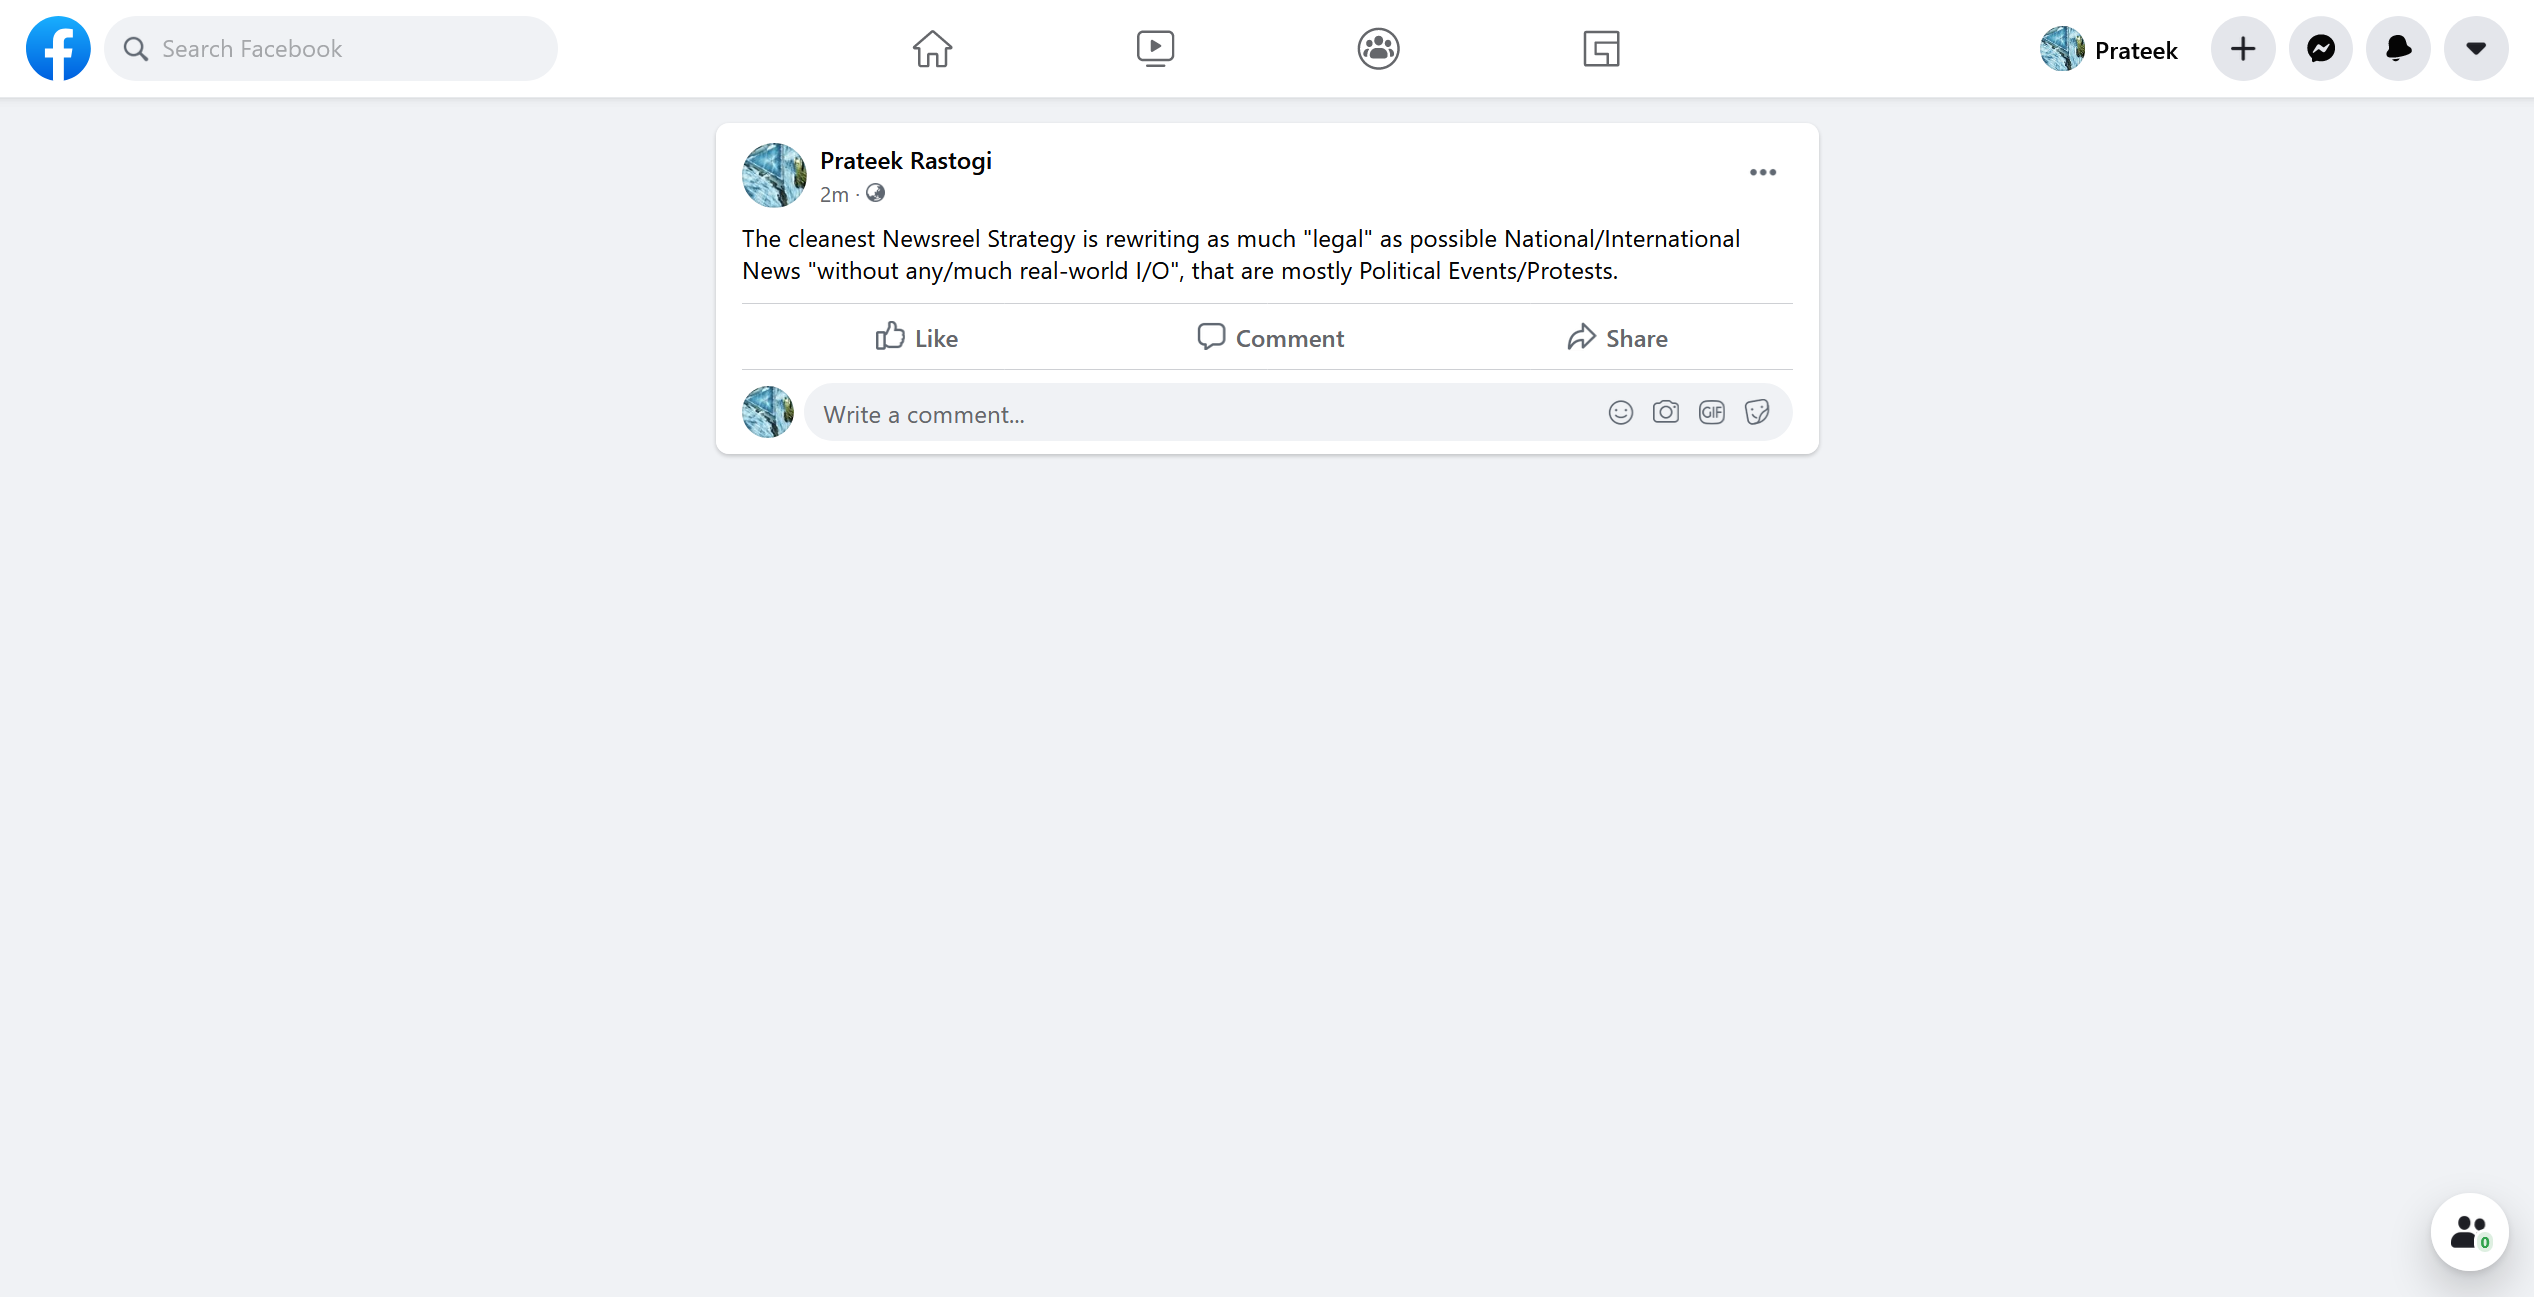 Search Facebook
Prateek
Prateek Rastogi
2m ·
The cleanest Newsreel Strategy is rewriting as much "legal" as possible National/International
News "without any/much real-world I/O", that are mostly Political Events/Protests.
Like Comment Share
Write a comment...
GIF
0